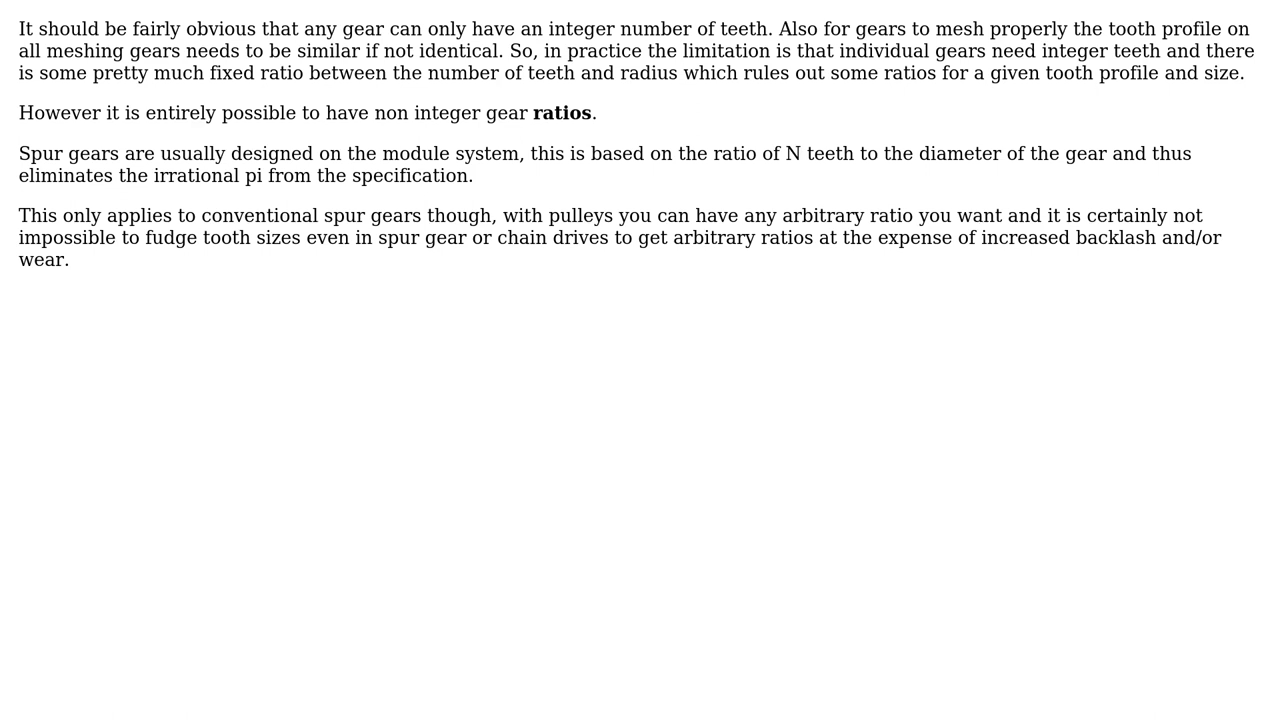 It should be fairly obvious that any gear can only have an integer number of teeth. Also for gears to mesh properly the tooth profile on
all meshing gears needs to be similar if not identical. So, in practice the limitation is that individual gears need integer teeth and there
is some pretty much fixed ratio between the number of teeth and radius which rules out some ratios for a given tooth profile and size.
However it is entirely possible to have non integer gear ratios.
Spur gears are usually designed on the module system, this is based on the ratio of N teeth to the diameter of the gear and thus
eliminates the irrational pi from the specification.
This only applies to conventional spur gears though, with pulleys you can have any arbitrary ratio you want and it is certainly not
impossible to fudge tooth sizes even in spur gear or chain drives to get arbitrary ratios at the expense of increased backlash and/or
wear.